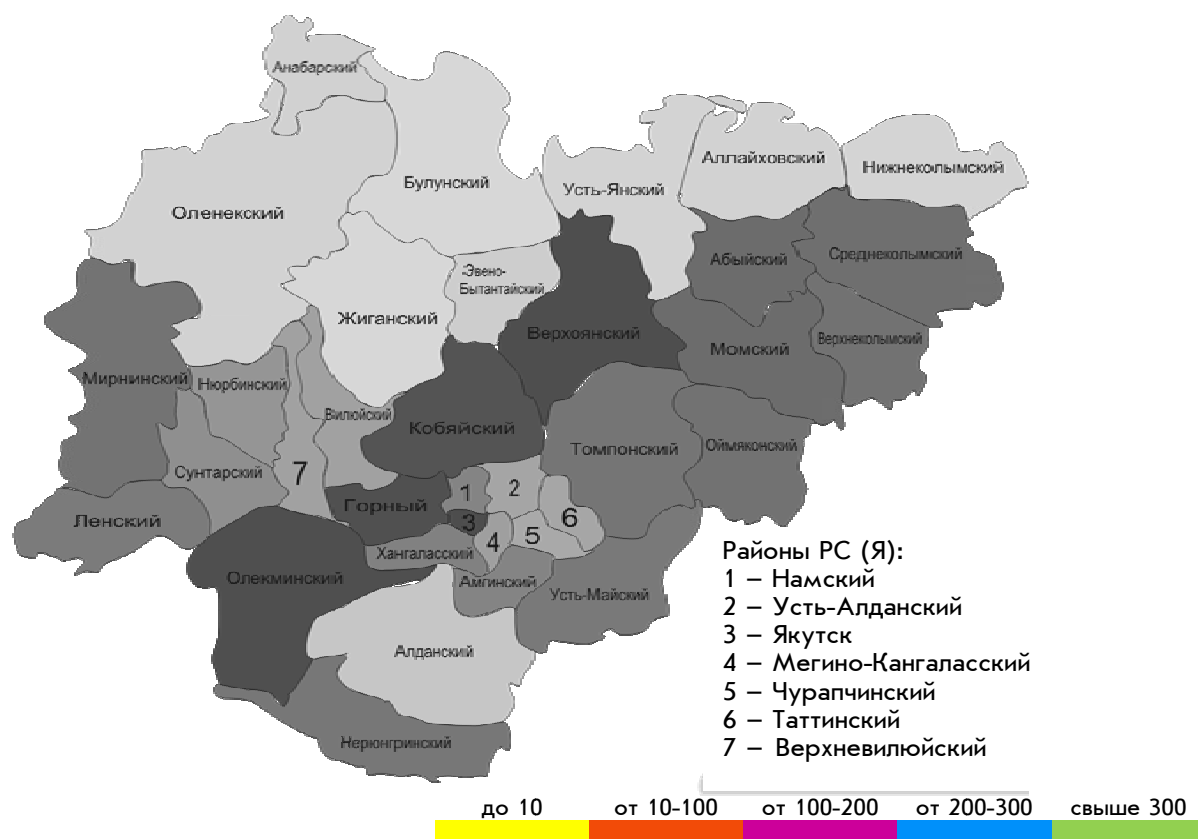 Анабарский
Булунский
Оленекский
Усть-Янский
Аллайховский
Нижнеколымский
Абыйский
Среднеколымский
-Эвено-
Бытантайский
Жиганский
Верхоянский
Момский
Верхнеколымский
Мирнинский
Нюрбинский
Вилюйский
Кобяйский
Томпонский
Оймяконский
Сунтарский
7
1
2
Горный
3
6
Ленский
5
4
Хангаласский
Олекминский
Амгинский
Усть-Майский
Алданский
Нерюнгринский
Районы РС (Я):
1 – Намский
2 – Усть-Алданский
3 – Якутск
4 – Мегино-Кангаласский
5 – Чурапчинский
6 – Таттинский
7 – Верхневилюйский
до 10 от 10-100 от 100-200 от 200-300 свыше 300